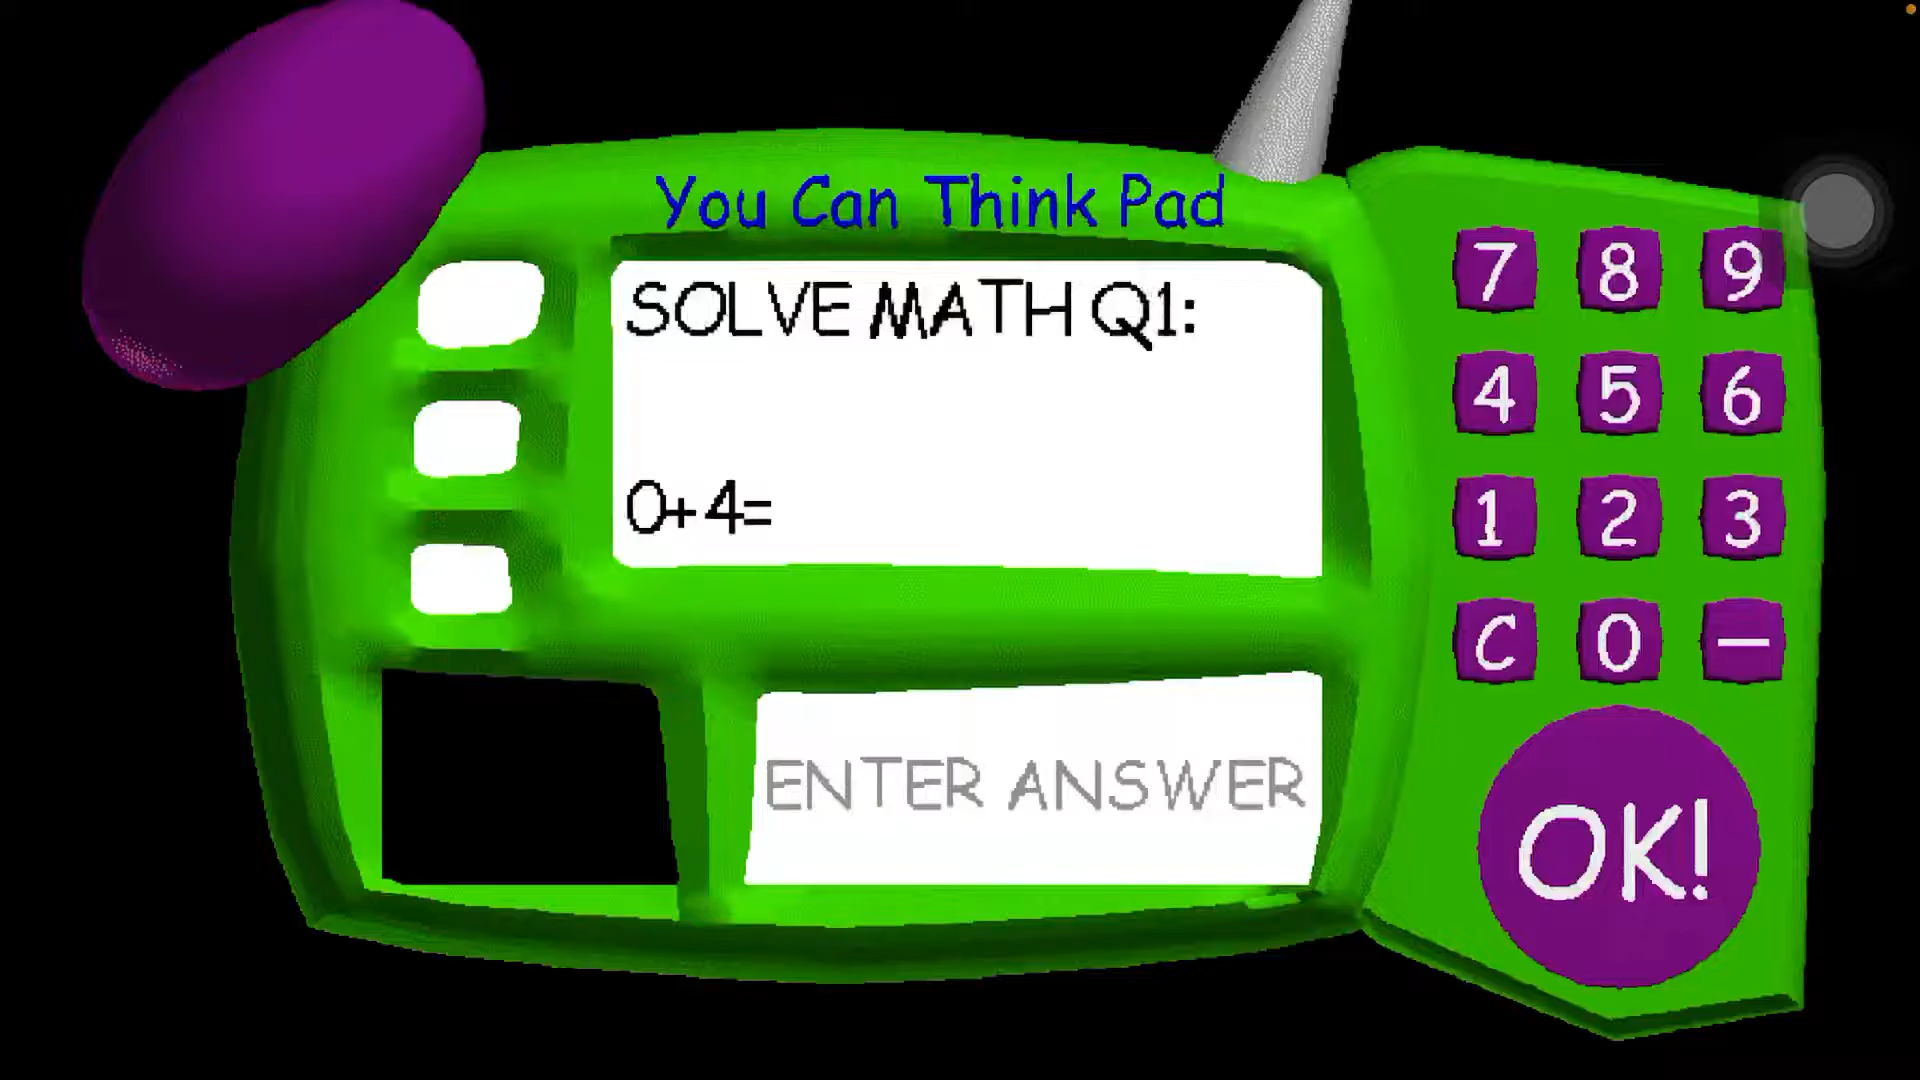 You Can Think Pad
SOLVE MATH Q1:
0+4=
ENTER ANSWER
7 8 9
4 5 6
1 2 3
C 0 −
OK!